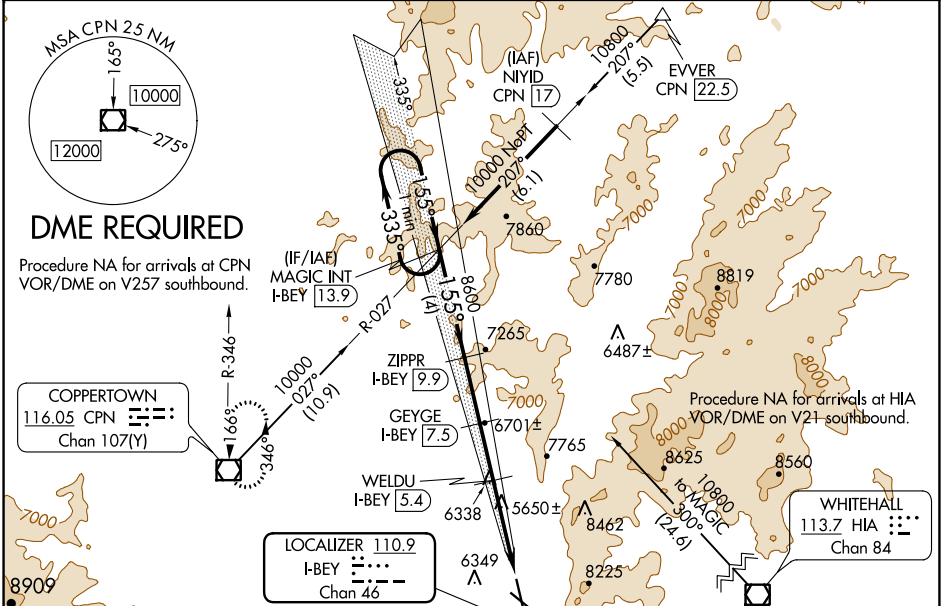 MSA CPN 25 NM
165°
10000
12000
275°
DME REQUIRED
Procedure NA for arrivals at CPN
VOR/DME on V257 southbound.
335°
10800
207°
(5.5)
EVVER
CPN 22.5
(IAF)
NIYID
CPN 17
10000 NoPT
207°
(6.1)
155°
1 min
335°
(IF/IAF)
MAGIC INT
I-BEY 13.9
8600
155°
(4)
R-027
R-346
166°
346°
10000
027°
(10.9)
COPPERTOWN
116.05 CPN
Chan 107(Y)
7860
7780
7000
8819
7000
8000
7000
7000
6487±
7265
ZIPPR
I-BEY 9.9
7000
GEYGE
I-BEY 7.5
6701±
7765
WELDU
I-BEY 5.4
6338
5650±
8462
8000
Procedure NA for arrivals at HIA
VOR/DME on V21 southbound.
8000
8625
8560
10800
to MAGIC
300°
(24.6)
WHITEHALL
113.7 HIA
Chan 84
LOCALIZER 110.9
I-BEY
Chan 46
6349
8225
7000
8909